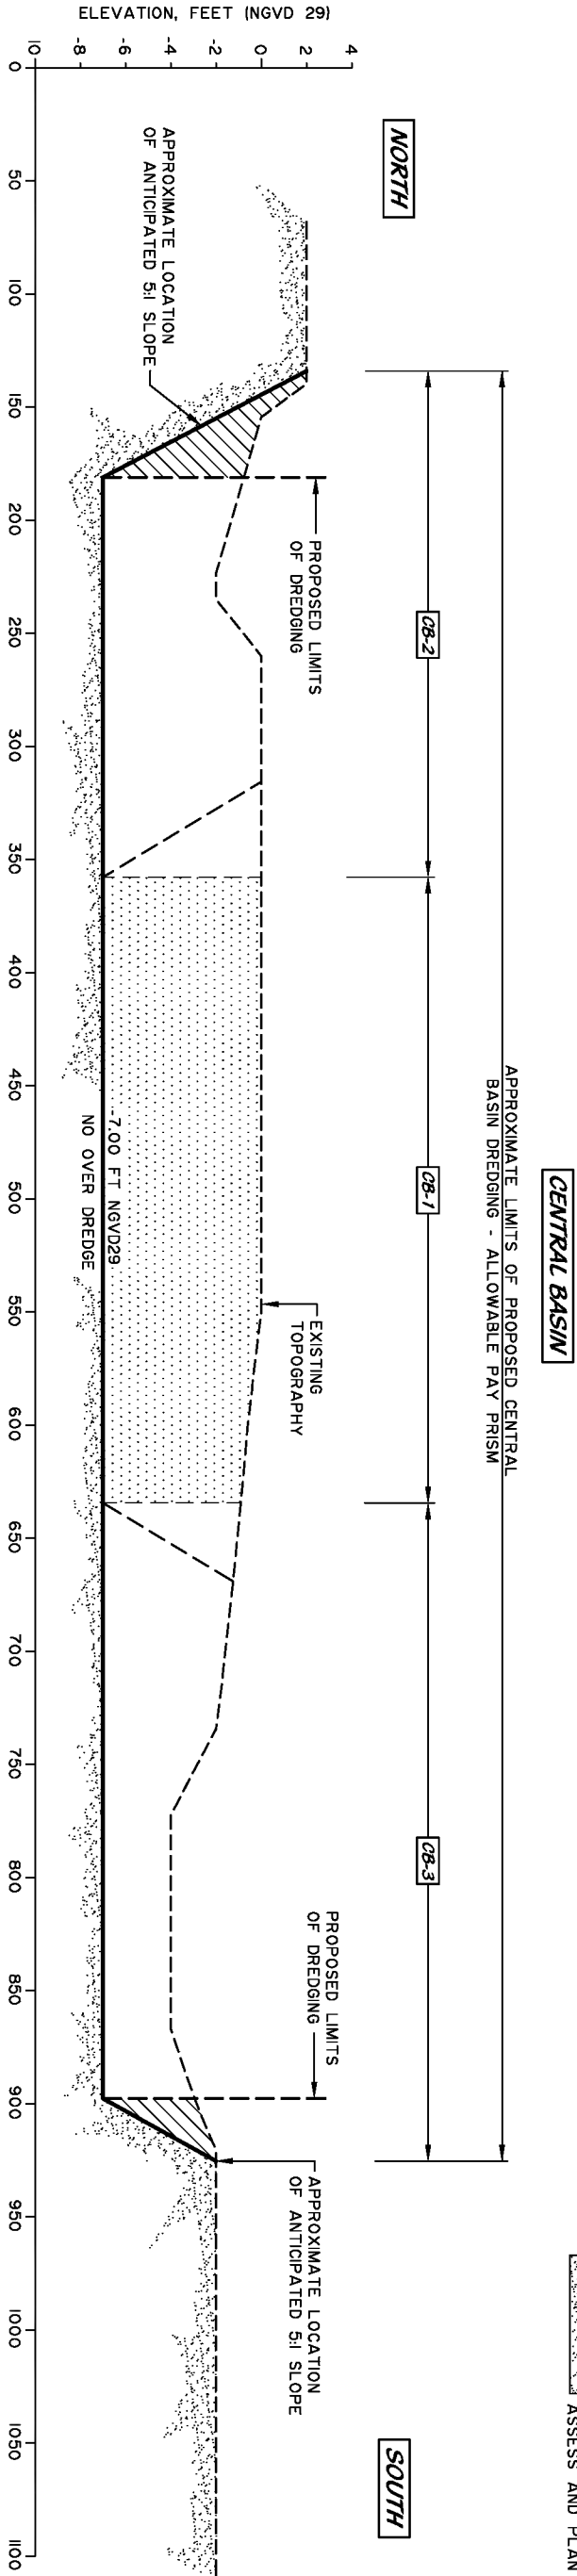 CENTRAL BASIN
NORTH
SOUTH
ASSESS AND PLAN
APPROXIMATE LIMITS OF PROPOSED CENTRAL
BASIN DREDGING - ALLOWABLE PAY PRISM
CB-2
CB-1
CB-3
PROPOSED LIMITS
OF DREDGING
EXISTING
TOPOGRAPHY
PROPOSED LIMITS
OF DREDGING
APPROXIMATE LOCATION
OF ANTICIPATED 5:1 SLOPE
APPROXIMATE LOCATION
OF ANTICIPATED 5:1 SLOPE
-7.00 FT NGVD29
NO OVER DREDGE
ELEVATION, FEET (NGVD 29)
4
2
0
-2
-4
-6
-8
10
0
50
100
150
200
250
300
350
400
450
500
550
600
650
700
750
800
850
900
950
1000
1050
1100